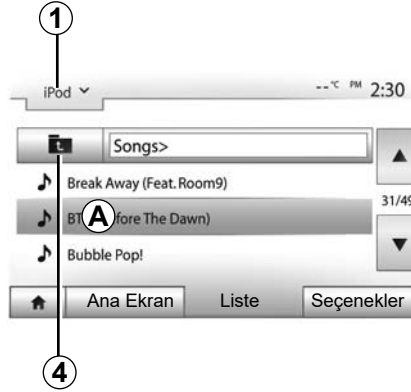 1
iPod --°C PM 2:30
Songs>
Break Away (Feat. Room9)
31/49
A
fore The Dawn)
Bubble Pop!
Ana Ekran Liste Seçenekler
4